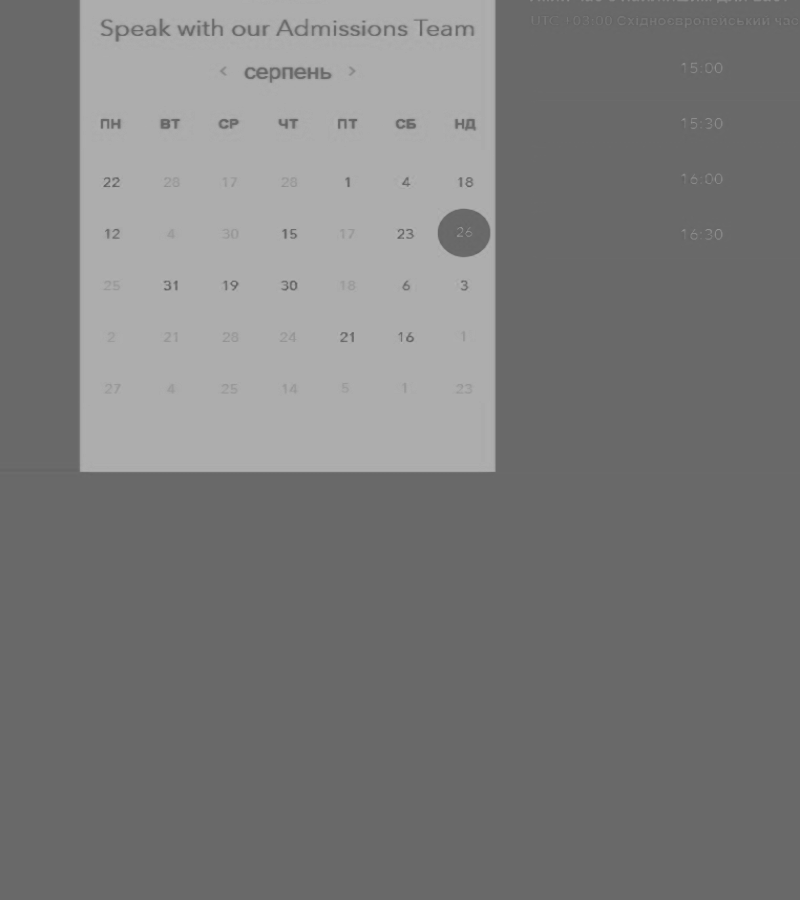 Speak with our Admissions Team
< серпень >
ПН ВТ СР ЧТ ПТ СБ НД
22 28 17 28 1 4 18
12 4 30 15 17 23 26
25 31 19 30 18 6 3
2 21 28 24 21 16 1
27 4 25 14 5 1 23
UTC +03:00 Східноєвропейський час
15:00
15:30
16:00
16:30